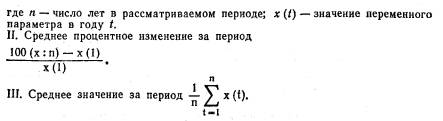 где n — число лет в рассматриваемом периоде; x (t) — значение переменного
параметра в году t.
II. Среднее процентное изменение за период
100 (x : n) — x (1)
x (1)
.
III. Среднее значение за период 1/n n∑t=1 x (t).